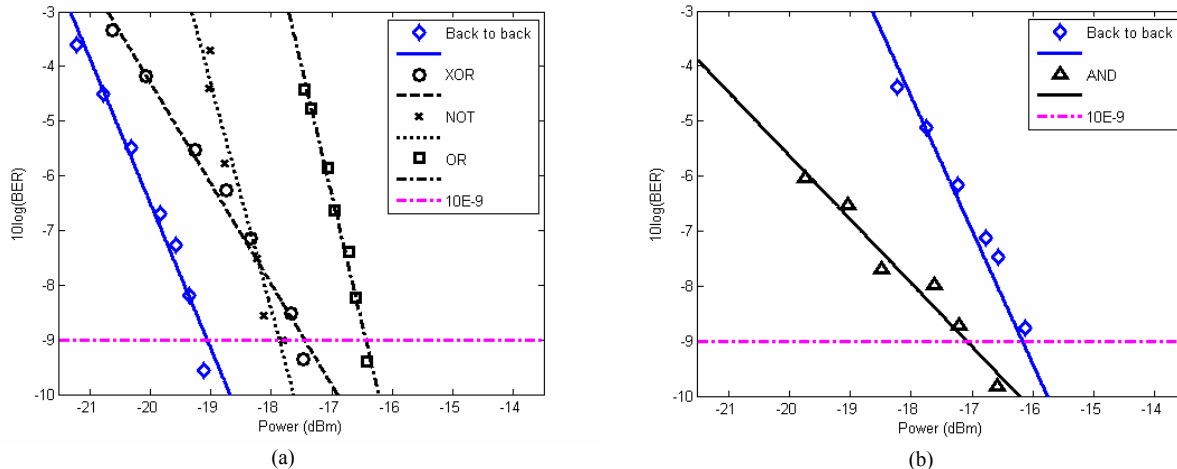 -3
-4
-5
-6
-7
-8
-9
-10
10log(BER)
-21 -20 -19 -18 -17 -16 -15 -14
Power (dBm)
Back to back
XOR
NOT
OR
10E-9
(a)
-3
-4
-5
-6
-7
-8
-9
-10
10log(BER)
-21 -20 -19 -18 -17 -16 -15 -14
Power (dBm)
Back to back
AND
10E-9
(b)